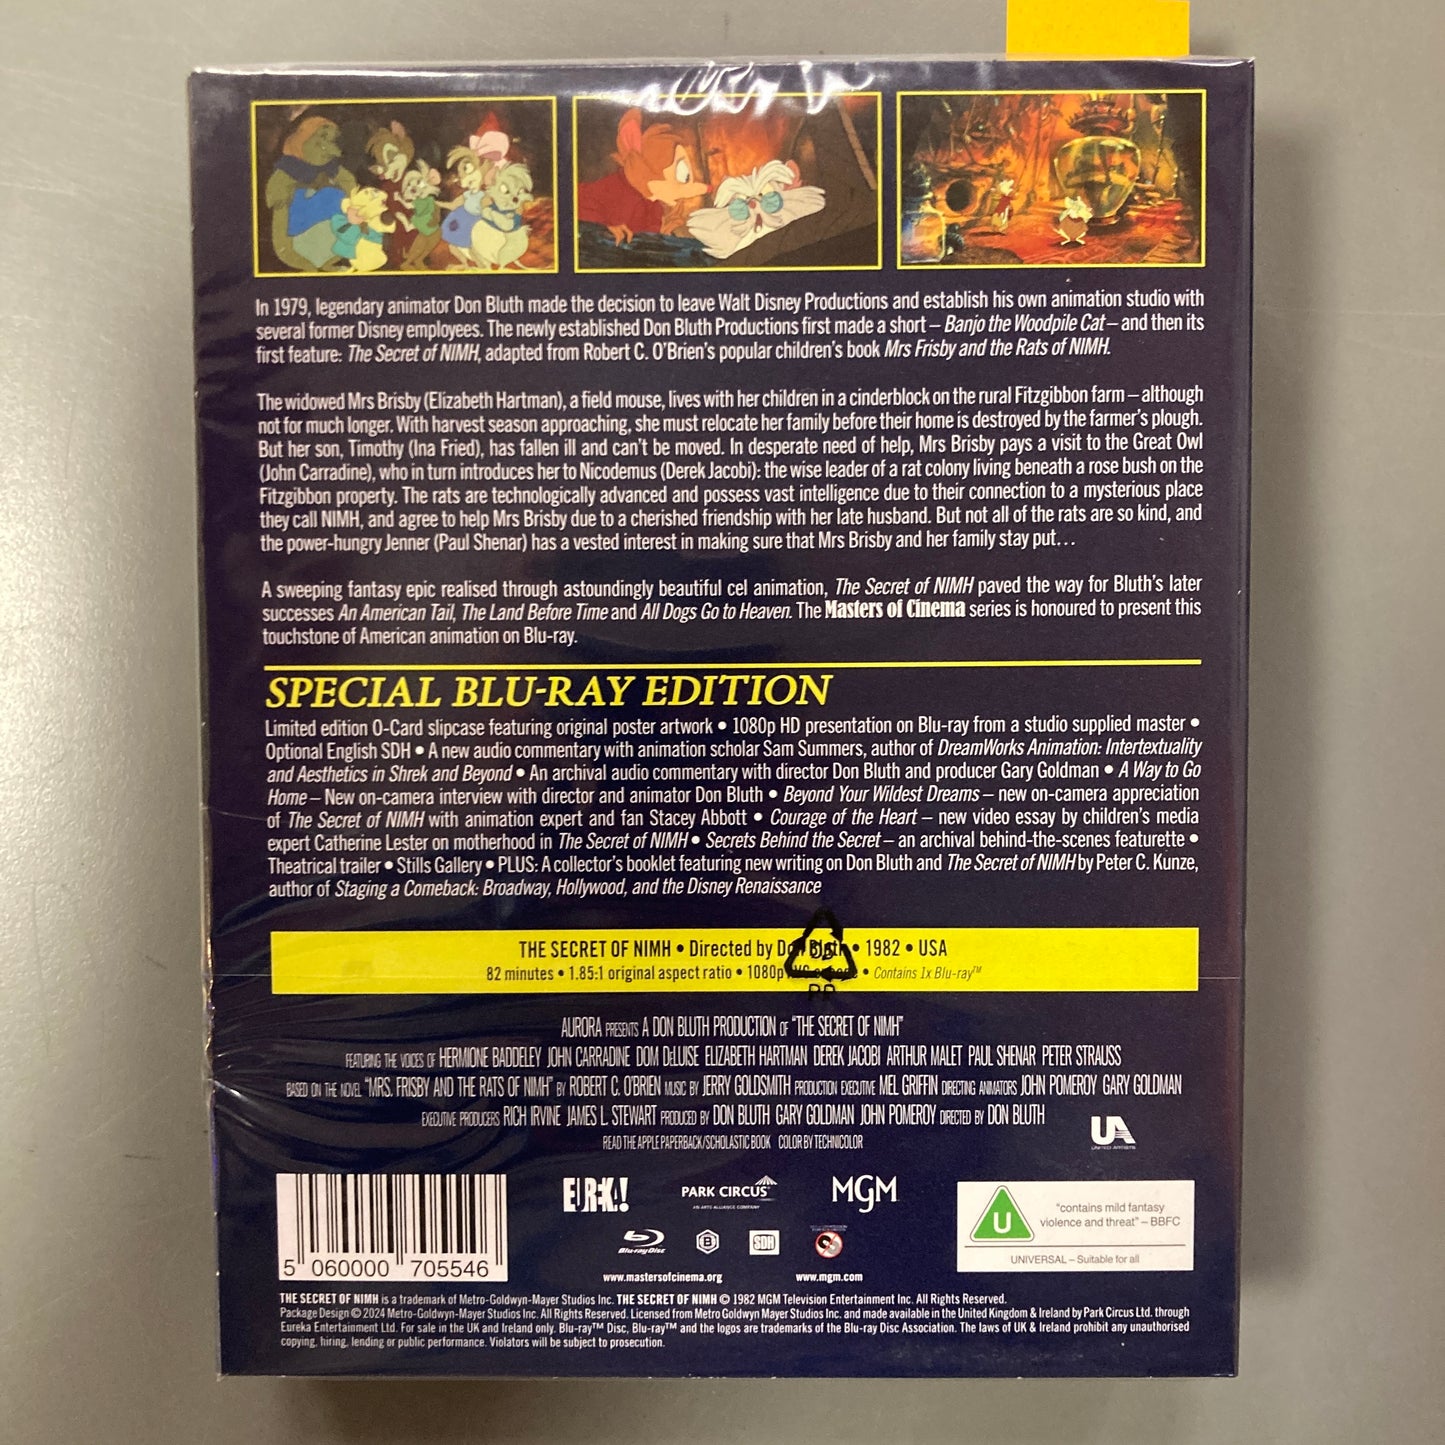 In 1979, legendary animator Don Bluth made the decision to leave Walt Disney Productions and establish his own animation studio with
several former Disney employees. The newly established Don Bluth Productions first made a short – Banjo the Woodpile Cat – and then its
first feature: The Secret of NIMH, adapted from Robert C. O'Brien's popular children's book Mrs Frisby and the Rats of NIMH.
The widowed Mrs Brisby (Elizabeth Hartman), a field mouse, lives with her children in a cinderblock on the rural Fitzgibbon farm – although
not for much longer. With harvest season approaching, she must relocate her family before their home is destroyed by the farmer's plough.
But her son, Timothy (Ina Fried), has fallen ill and can't be moved. In desperate need of help, Mrs Brisby pays a visit to the Great Owl
(John Carradine), who in turn introduces her to Nicodemus (Derek Jacobi): the wise leader of a rat colony living beneath a rose bush on the
Fitzgibbon property. The rats are technologically advanced and possess vast intelligence due to their connection to a mysterious place
they call NIMH, and agree to help Mrs Brisby due to a cherished friendship with her late husband. But not all of the rats are so kind, and
the power-hungry Jenner (Paul Shenar) has a vested interest in making sure that Mrs Brisby and her family stay put…
A sweeping fantasy epic realised through astoundingly beautiful cel animation, The Secret of NIMH paved the way for Bluth's later
successes An American Tail, The Land Before Time and All Dogs Go to Heaven. The Masters of Cinema series is honoured to present this
touchstone of American animation on Blu-ray.
SPECIAL BLU-RAY EDITION
Limited edition O-Card slipcase featuring original poster artwork • 1080p HD presentation on Blu-ray from a studio supplied master •
Optional English SDH • A new audio commentary with animation scholar Sam Summers, author of DreamWorks Animation: Intertextuality
and Aesthetics in Shrek and Beyond • An archival audio commentary with director Don Bluth and producer Gary Goldman • A Way to Go
Home – New on-camera interview with director and animator Don Bluth • Beyond Your Wildest Dreams – new on-camera appreciation
of The Secret of NIMH with animation expert and fan Stacey Abbott • Courage of the Heart – new video essay by children's media
expert Catherine Lester on motherhood in The Secret of NIMH • Secrets Behind the Secret – an archival behind-the-scenes featurette •
Theatrical trailer • Stills Gallery • PLUS: A collector's booklet featuring new writing on Don Bluth and The Secret of NIMH by Peter C. Kunze,
author of Staging a Comeback: Broadway, Hollywood, and the Disney Renaissance
THE SECRET OF NIMH • Directed by Don Bluth • 1982 • USA
82 minutes • 1.85:1 original aspect ratio • 1080p • Contains 1x Blu-ray™
PP
AURORA PRESENTS A DON BLUTH PRODUCTION OF "THE SECRET OF NIMH"
FEATURING THE VOICES OF HERMIONE BADDELEY JOHN CARRADINE DOM DeLUISE ELIZABETH HARTMAN DEREK JACOBI ARTHUR MALET PAUL SHENAR PETER STRAUSS
BASED ON THE NOVEL "MRS. FRISBY AND THE RATS OF NIMH" BY ROBERT C. O'BRIEN MUSIC BY JERRY GOLDSMITH PRODUCTION EXECUTIVE MEL GRIFFIN DIRECTING ANIMATORS JOHN POMEROY GARY GOLDMAN
EXECUTIVE PRODUCERS RICH IRVINE JAMES L. STEWART PRODUCED BY DON BLUTH GARY GOLDMAN JOHN POMEROY DIRECTED BY DON BLUTH
READ THE APPLE PAPERBACK/SCHOLASTIC BOOK COLOR BY TECHNICOLOR
UA
UNITED ARTISTS
EUREKA!
PARK CIRCUS
AN ARTS ALLIANCE COMPANY
MGM
U
"contains mild fantasy
violence and threat" – BBFC
UNIVERSAL – Suitable for all
Blu-ray Disc
B
SDH
5 060000 705546
www.mastersofcinema.org
www.mgm.com
THE SECRET OF NIMH is a trademark of Metro-Goldwyn-Mayer Studios Inc. THE SECRET OF NIMH © 1982 MGM Television Entertainment Inc. All Rights Reserved.
Package Design © 2024 Metro-Goldwyn-Mayer Studios Inc. All Rights Reserved. Licensed from Metro Goldwyn Mayer Studios Inc. and made available in the United Kingdom & Ireland by Park Circus Ltd. through
Eureka Entertainment Ltd. For sale in the UK and Ireland only. Blu-ray™ Disc, Blu-ray™ and the logos are trademarks of the Blu-ray Disc Association. The laws of UK & Ireland prohibit any unauthorised
copying, hiring, lending or public performance. Violators will be subject to prosecution.